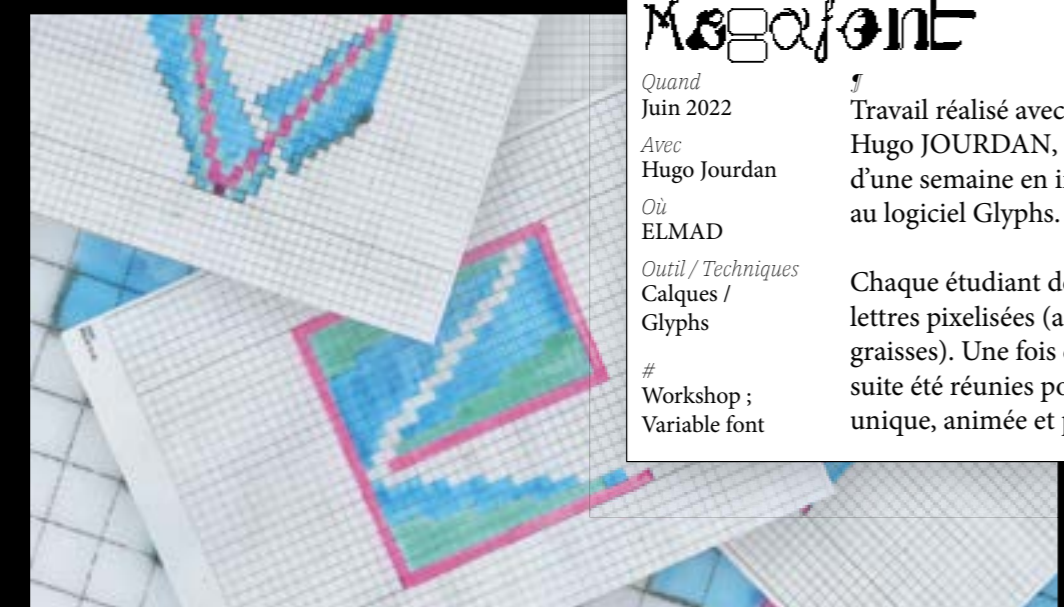 Megafont
Quand
Juin 2022
Avec
Hugo Jourdan
Où
ELMAD
Outil / Techniques
Calques /
Glyphs
#
Workshop ;
Variable font
¶
Travail réalisé avec
Hugo JOURDAN,
d'une semaine en
au logiciel Glyphs.
Chaque étudiant
lettres pixelisées
graisses). Une fois
suite été réunies
unique, animée et